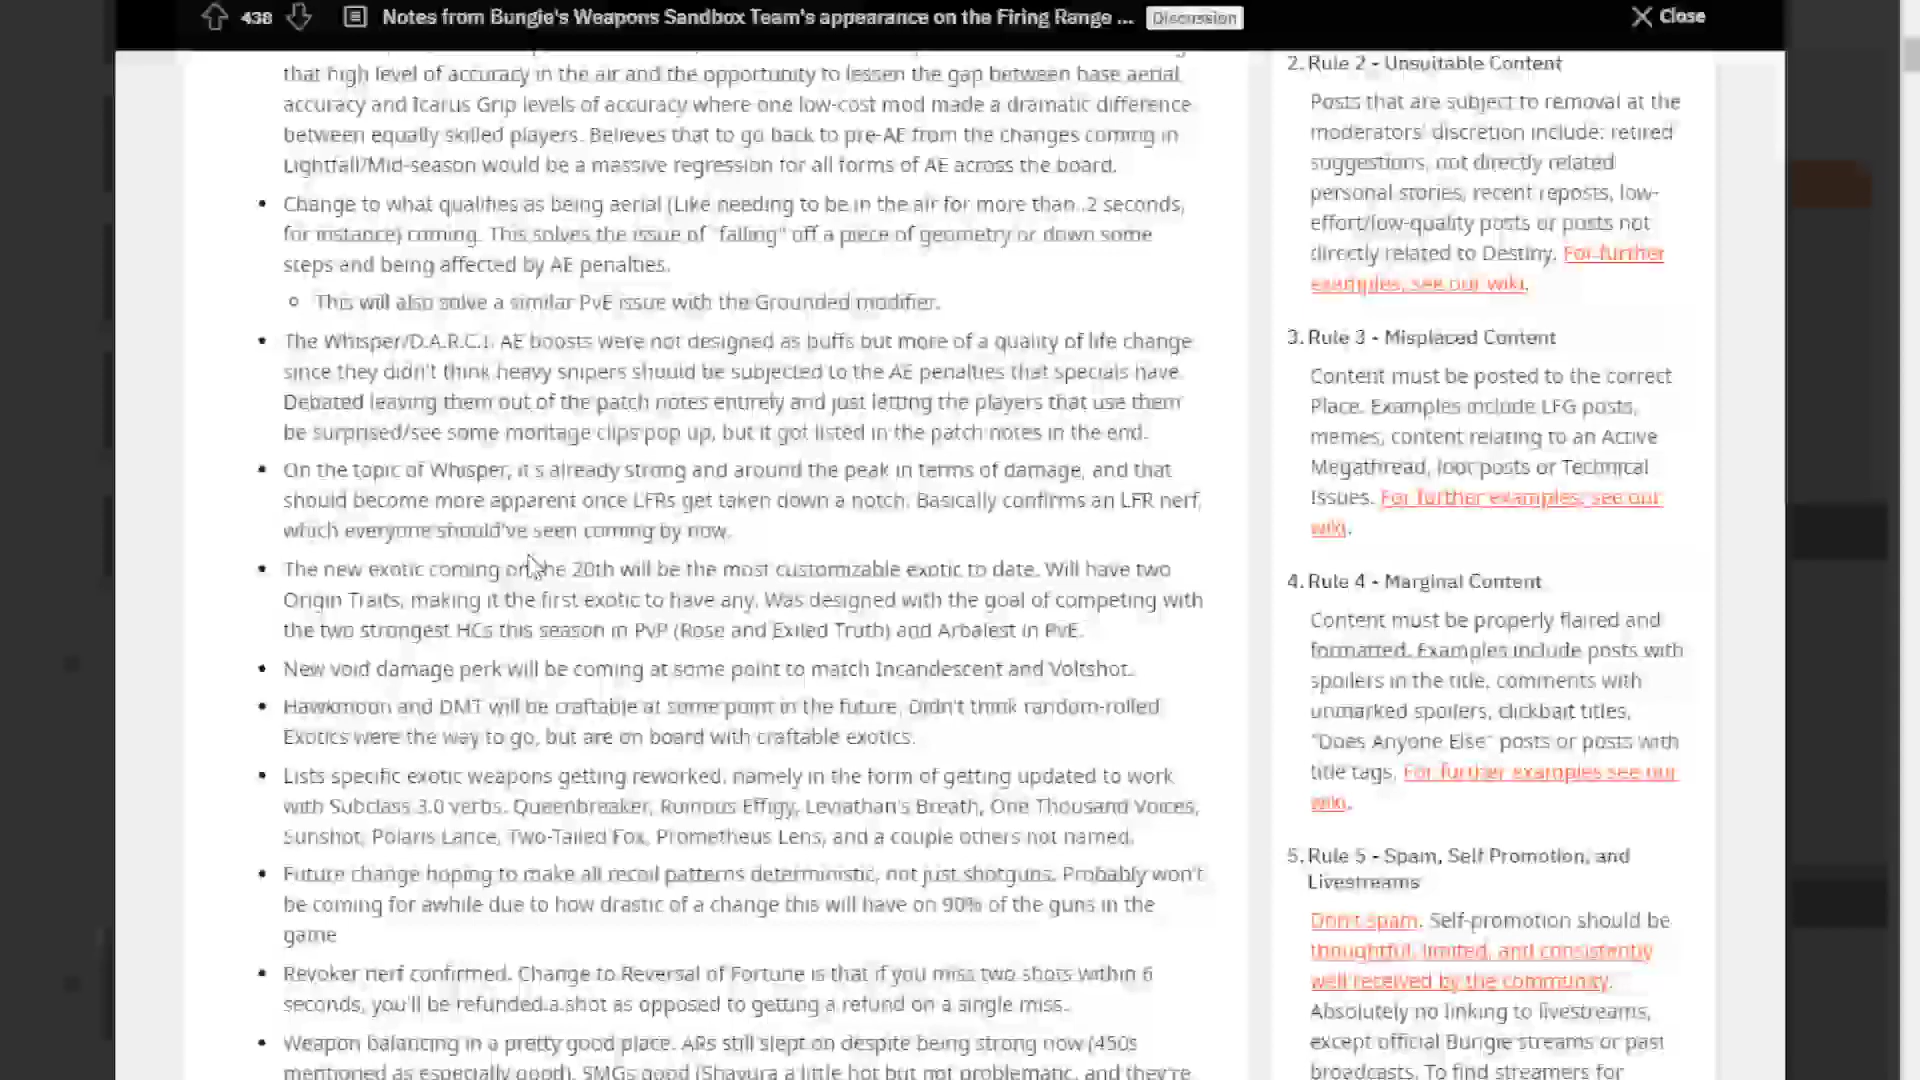 438 Notes from Bungie's Weapons Sandbox Team's appearance on the Firing Range ... Discussion Close
that high level of accuracy in the air and the opportunity to lessen the gap between base aerial
accuracy and Icarus Grip levels of accuracy where one low-cost mod made a dramatic difference
between equally skilled players. Believes that to go back to pre-AE from the changes coming in
Lightfall/Mid-season would be a massive regression for all forms of AE across the board.
• Change to what qualifies as being aerial (Like needing to be in the air for more than .2 seconds,
for instance) coming. This solves the issue of "falling" off a piece of geometry or down some
steps and being affected by AE penalties.
○ This will also solve a similar PvE issue with the Grounded modifier.
• The Whisper/D.A.R.C.I. AE boosts were not designed as buffs but more of a quality of life change
since they didn't think heavy snipers should be subjected to the AE penalties that specials have.
Debated leaving them out of the patch notes entirely and just letting the players that use them
be surprised/see some montage clips pop up, but it got listed in the patch notes in the end.
• On the topic of Whisper, it's already strong and around the peak in terms of damage, and that
should become more apparent once LFRs get taken down a notch. Basically confirms an LFR nerf,
which everyone should've seen coming by now.
• The new exotic coming on the 20th will be the most customizable exotic to date. Will have two
Origin Traits, making it the first exotic to have any. Was designed with the goal of competing with
the two strongest HCs this season in PvP (Rose and Exiled Truth) and Arbalest in PvE.
• New void damage perk will be coming at some point to match Incandescent and Voltshot.
• Hawkmoon and DMT will be craftable at some point in the future. Didn't think random-rolled
Exotics were the way to go, but are on board with craftable exotics.
• Lists specific exotic weapons getting reworked, namely in the form of getting updated to work
with Subclass 3.0 verbs. Queenbreaker, Ruinous Effigy, Leviathan's Breath, One Thousand Voices,
Sunshot, Polaris Lance, Two-Tailed Fox, Prometheus Lens, and a couple others not named.
• Future change hoping to make all recoil patterns deterministic, not just shotguns. Probably won't
be coming for awhile due to how drastic of a change this will have on 90% of the guns in the
game
• Revoker nerf confirmed. Change to Reversal of Fortune is that if you miss two shots within 6
seconds, you'll be refunded a shot as opposed to getting a refund on a single miss.
• Weapon balancing in a pretty good place. ARs still slept on despite being strong now (450s
mentioned as especially good), SMGs good (Shayura a little hot but not problematic, and they're
2. Rule 2 - Unsuitable Content
Posts that are subject to removal at the
moderators' discretion include: retired
suggestions, not directly related
personal stories, recent reposts, low-
effort/low-quality posts or posts not
directly related to Destiny. For further
examples, see our wiki.
3. Rule 3 - Misplaced Content
Content must be posted to the correct
Place. Examples include LFG posts,
memes, content relating to an Active
Megathread, loot posts or Technical
Issues. For further examples, see our
wiki.
4. Rule 4 - Marginal Content
Content must be properly flaired and
formatted. Examples include posts with
spoilers in the title, comments with
unmarked spoilers, clickbait titles,
"Does Anyone Else" posts or posts with
title tags. For further examples see our
wiki.
5. Rule 5 - Spam, Self Promotion, and
Livestreams
Don't spam. Self-promotion should be
thoughtful, limited, and consistently
well received by the community.
Absolutely no linking to livestreams,
except official Bungie streams or past
broadcasts. To find streamers for